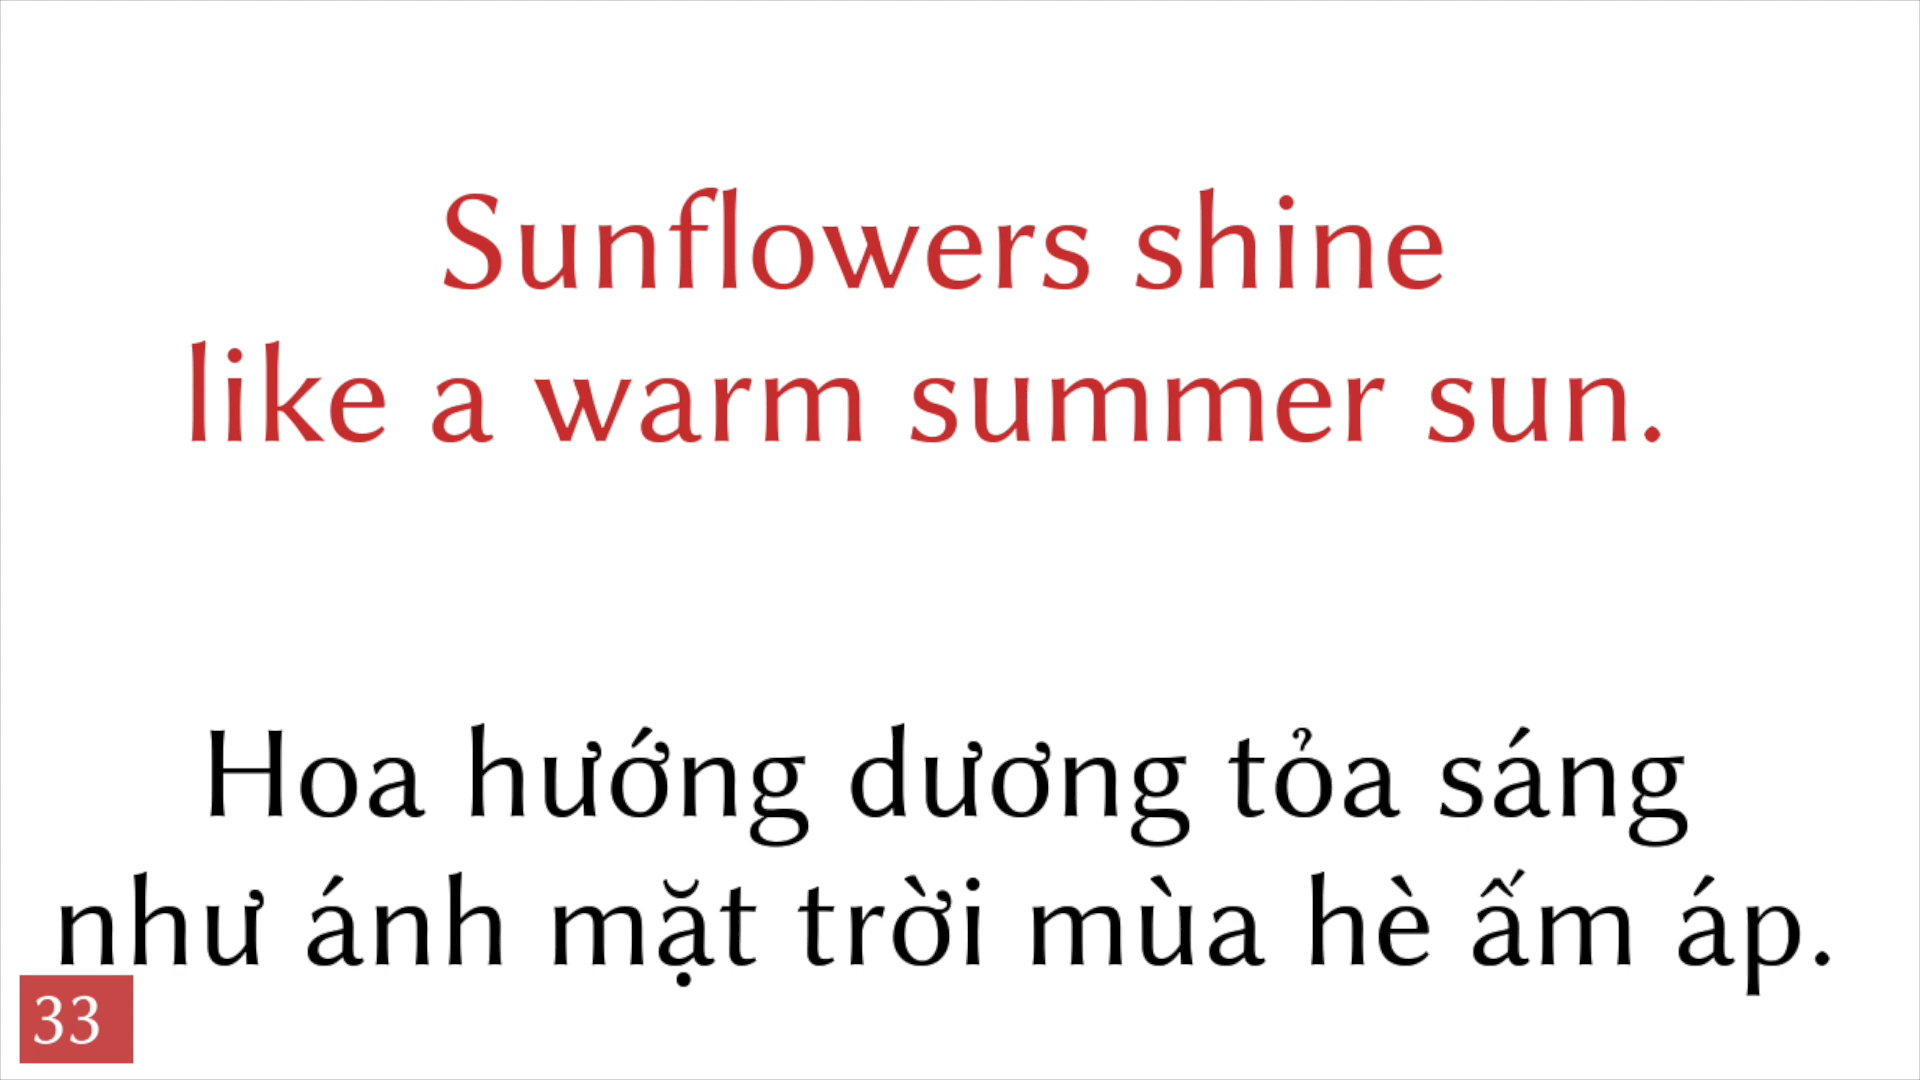 Sunflowers shine
like a warm summer sun.
Hoa hướng dương tỏa sáng
như ánh mặt trời mùa hè ấm áp.
33